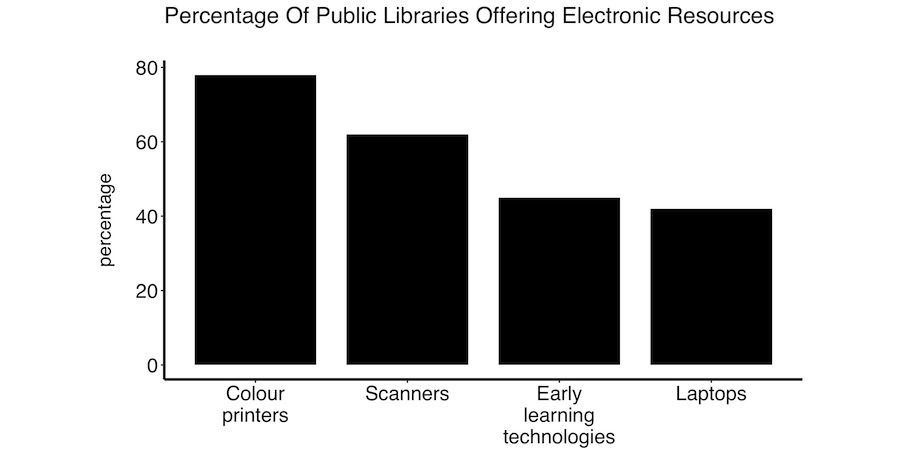 Percentage Of Public Libraries Offering Electronic Resources
percentage
80
60
40
20
0
Colour
printers
Scanners
Early
learning
technologies
Laptops